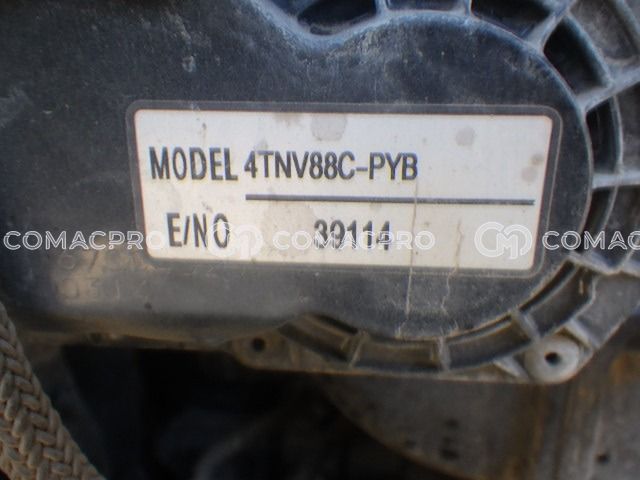 MODEL 4TNV88C-PYB
E/NO 39114
COMACPRO COMACPRO COMACPRO